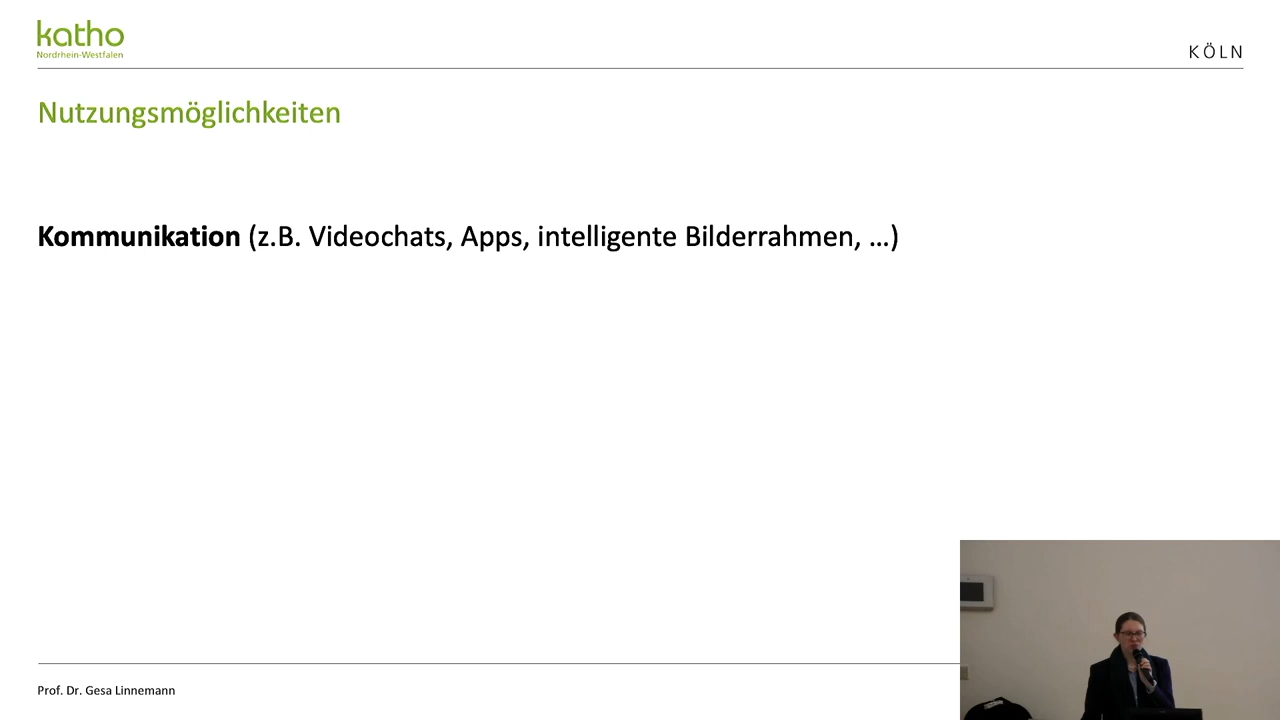 katho
Nordrhein-Westfalen
KÖLN
Nutzungsmöglichkeiten
Kommunikation (z.B. Videochats, Apps, intelligente Bilderrahmen, …)
Prof. Dr. Gesa Linnemann